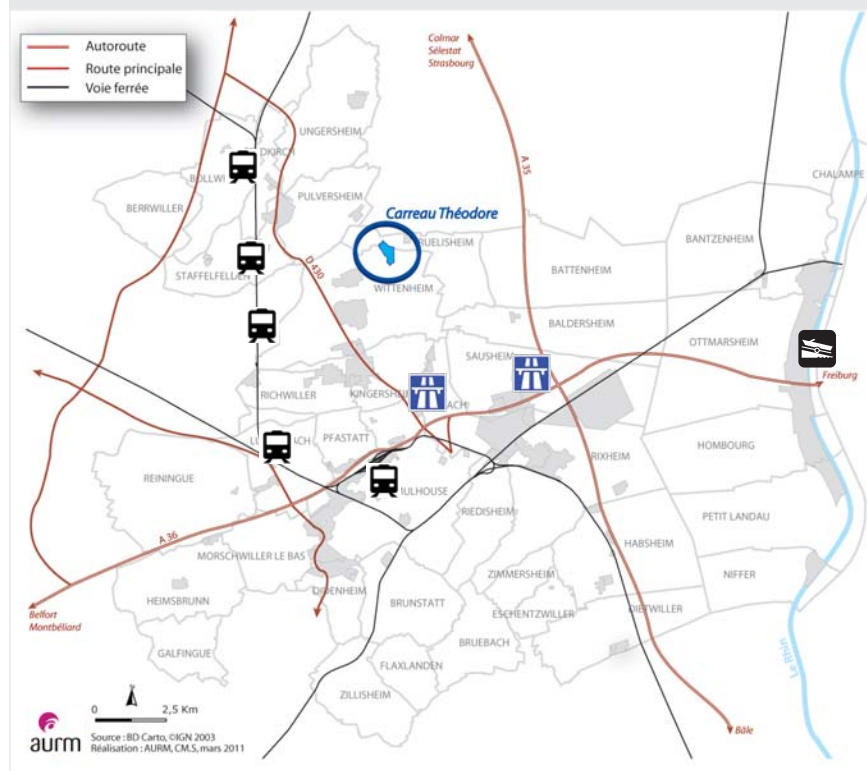 Autoroute
Route principale
Voie ferrée
Colmar
Sélestat
Strasbourg
UNGERSHEIM
CHALAMPE
PULVERSHEIM
BERRWILLER
Carreau Théodore
A 35
RUELISHEIM
BANTZENHEIM
STAFFELFELDEN
D 430
WITTENHEIM
BATTENHEIM
BALDERSHEIM
OTTMARSHEIM
SAUSHEIM
Freiburg
RICHWILLER
PFASTATT
REININGUE
RIXHEIM
HOMBOURG
RIEDISHEIM
PETIT LANDAU
A 36
MORSCHWILLER LE BAS
HABSHEIM
ZIMMERSHEIM
NIFFER
HEIMSBRUNN
BRUNSTATT
ESCHENTZWILLER
DIETWILLER
Belfort
Montbéliard
BRUEBACH
GALFINGUE
FLAXLANDEN
Le Rhin
ZILLISHEIM
N
0 2,5 Km
Bâle
aurm
Source : BD Carto, ©IGN 2003
Réalisation : AURM, CM.S, mars 2011